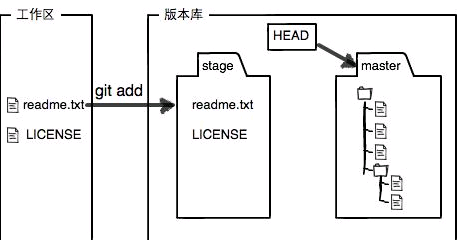 工作区
版本库
HEAD
stage
master
git add
readme.txt
readme.txt
LICENSE
LICENSE